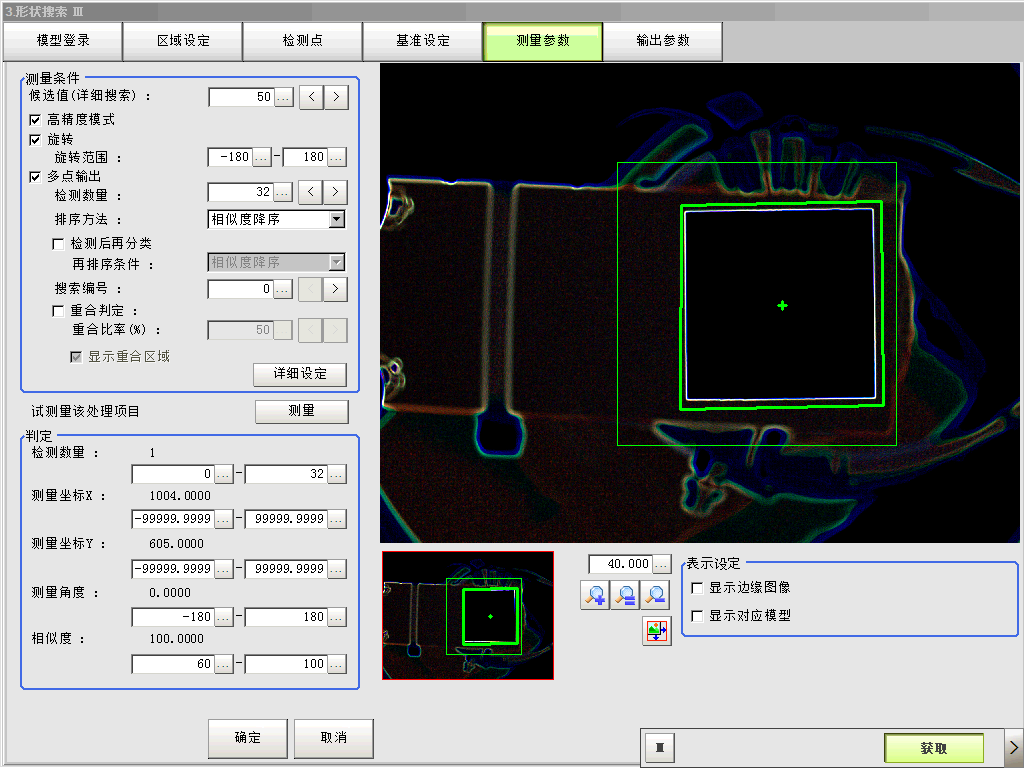 3.形状搜索 Ⅲ
模型登录 区域设定 检测点 基准设定 测量参数 输出参数
测量条件
候选值(详细搜索) : 50 ... < >
高精度模式
旋转
旋转范围 : -180 ... - 180 ...
多点输出
检测数量 : 32 ... < >
排序方法 : 相似度降序
检测后再分类
再排序条件 : 相似度降序
搜索编号 : 0 ... < >
重合判定 :
重合比率(%) : 50 < >
显示重合区域
详细设定
试测量该处理项目 测量
判定
检测数量 : 1
0 ... - 32 ...
测量坐标X : 1004.0000
-99999.9999 ... - 99999.9999 ...
测量坐标Y : 605.0000
-99999.9999 ... - 99999.9999 ...
测量角度 : 0.0000
-180 ... - 180 ...
相似度 : 100.0000
60 ... - 100 ...
40.000 ...
表示设定
显示边缘图像
显示对应模型
确定 取消
获取 >